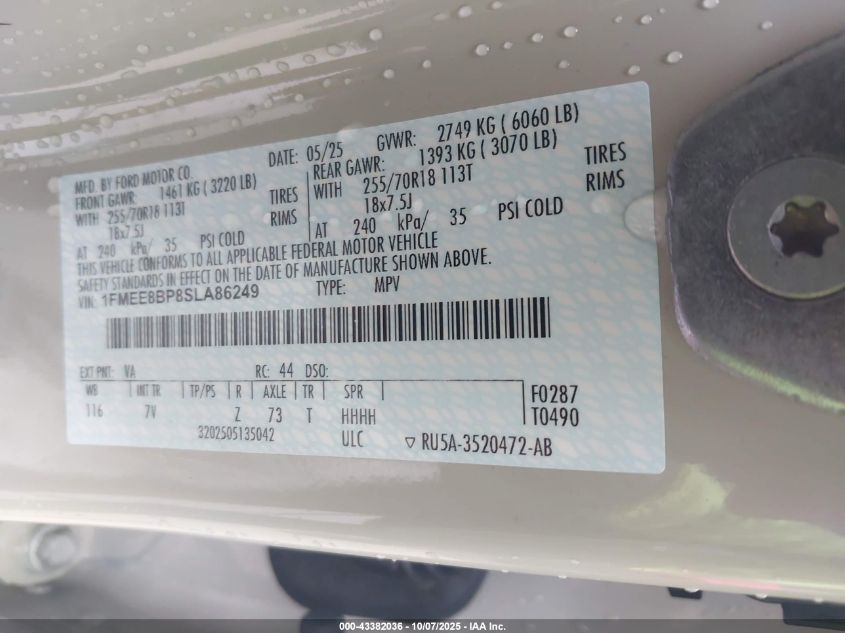 MFD. BY FORD MOTOR CO.
DATE: 05/25 GVWR: 2749 KG ( 6060 LB)
FRONT GAWR: 1461 KG ( 3220 LB) REAR GAWR: 1393 KG ( 3070 LB)
WITH 255/70R18 113T TIRES WITH 255/70R18 113T TIRES
18x7.5J RIMS 18x7.5J RIMS
AT 240 kPa/ 35 PSI COLD AT 240 kPa/ 35 PSI COLD
THIS VEHICLE CONFORMS TO ALL APPLICABLE FEDERAL MOTOR VEHICLE
SAFETY STANDARDS IN EFFECT ON THE DATE OF MANUFACTURE SHOWN ABOVE.
VIN: 1FMEE8BP8SLA86249 TYPE: MPV
EXT PNT: VA RC: 44 DSO:
WB INT TR TP/PS R AXLE TR SPR F0287
116 7V Z 73 T HHHH T0490
3202505135042 ULC RU5A-3520472-AB
000-43382036 - 10/07/2025 - IAA Inc.